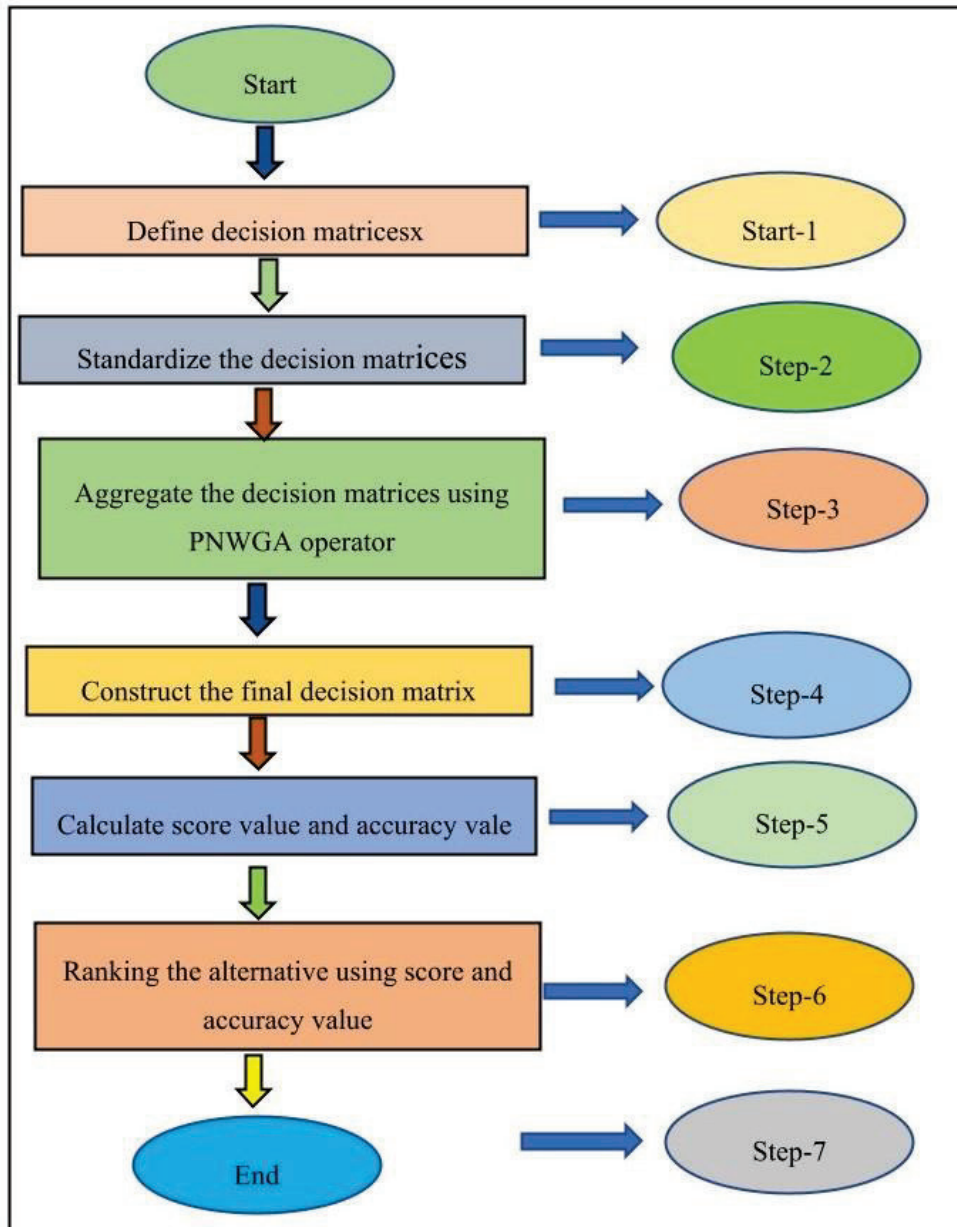 Start
Define decision matricesx
Start-1
Standardize the decision matrices
Step-2
Aggregate the decision matrices using
PNWGA operator
Step-3
Construct the final decision matrix
Step-4
Calculate score value and accuracy vale
Step-5
Ranking the alternative using score and
accuracy value
Step-6
End
Step-7